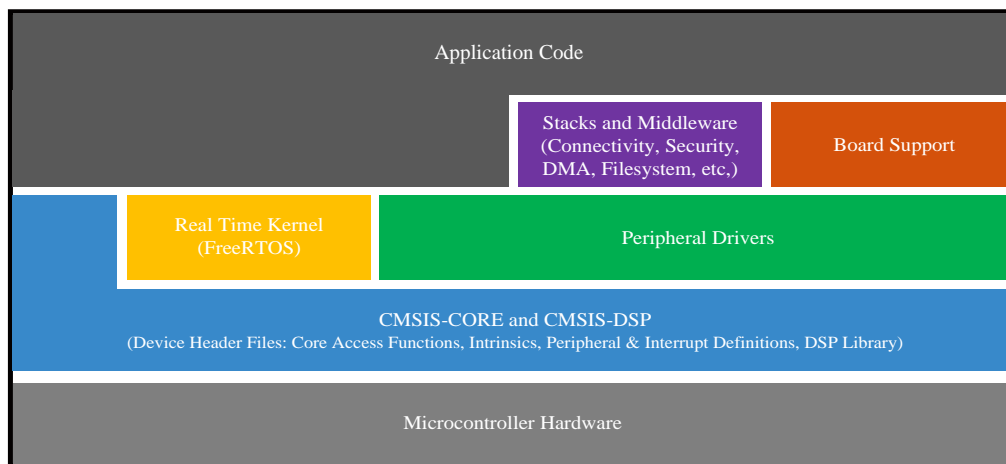 Application Code
Stacks and Middleware
(Connectivity, Security,
DMA, Filesystem, etc,)
Board Support
Real Time Kernel
(FreeRTOS)
Peripheral Drivers
CMSIS-CORE and CMSIS-DSP
(Device Header Files: Core Access Functions, Intrinsics, Peripheral & Interrupt Definitions, DSP Library)
Microcontroller Hardware